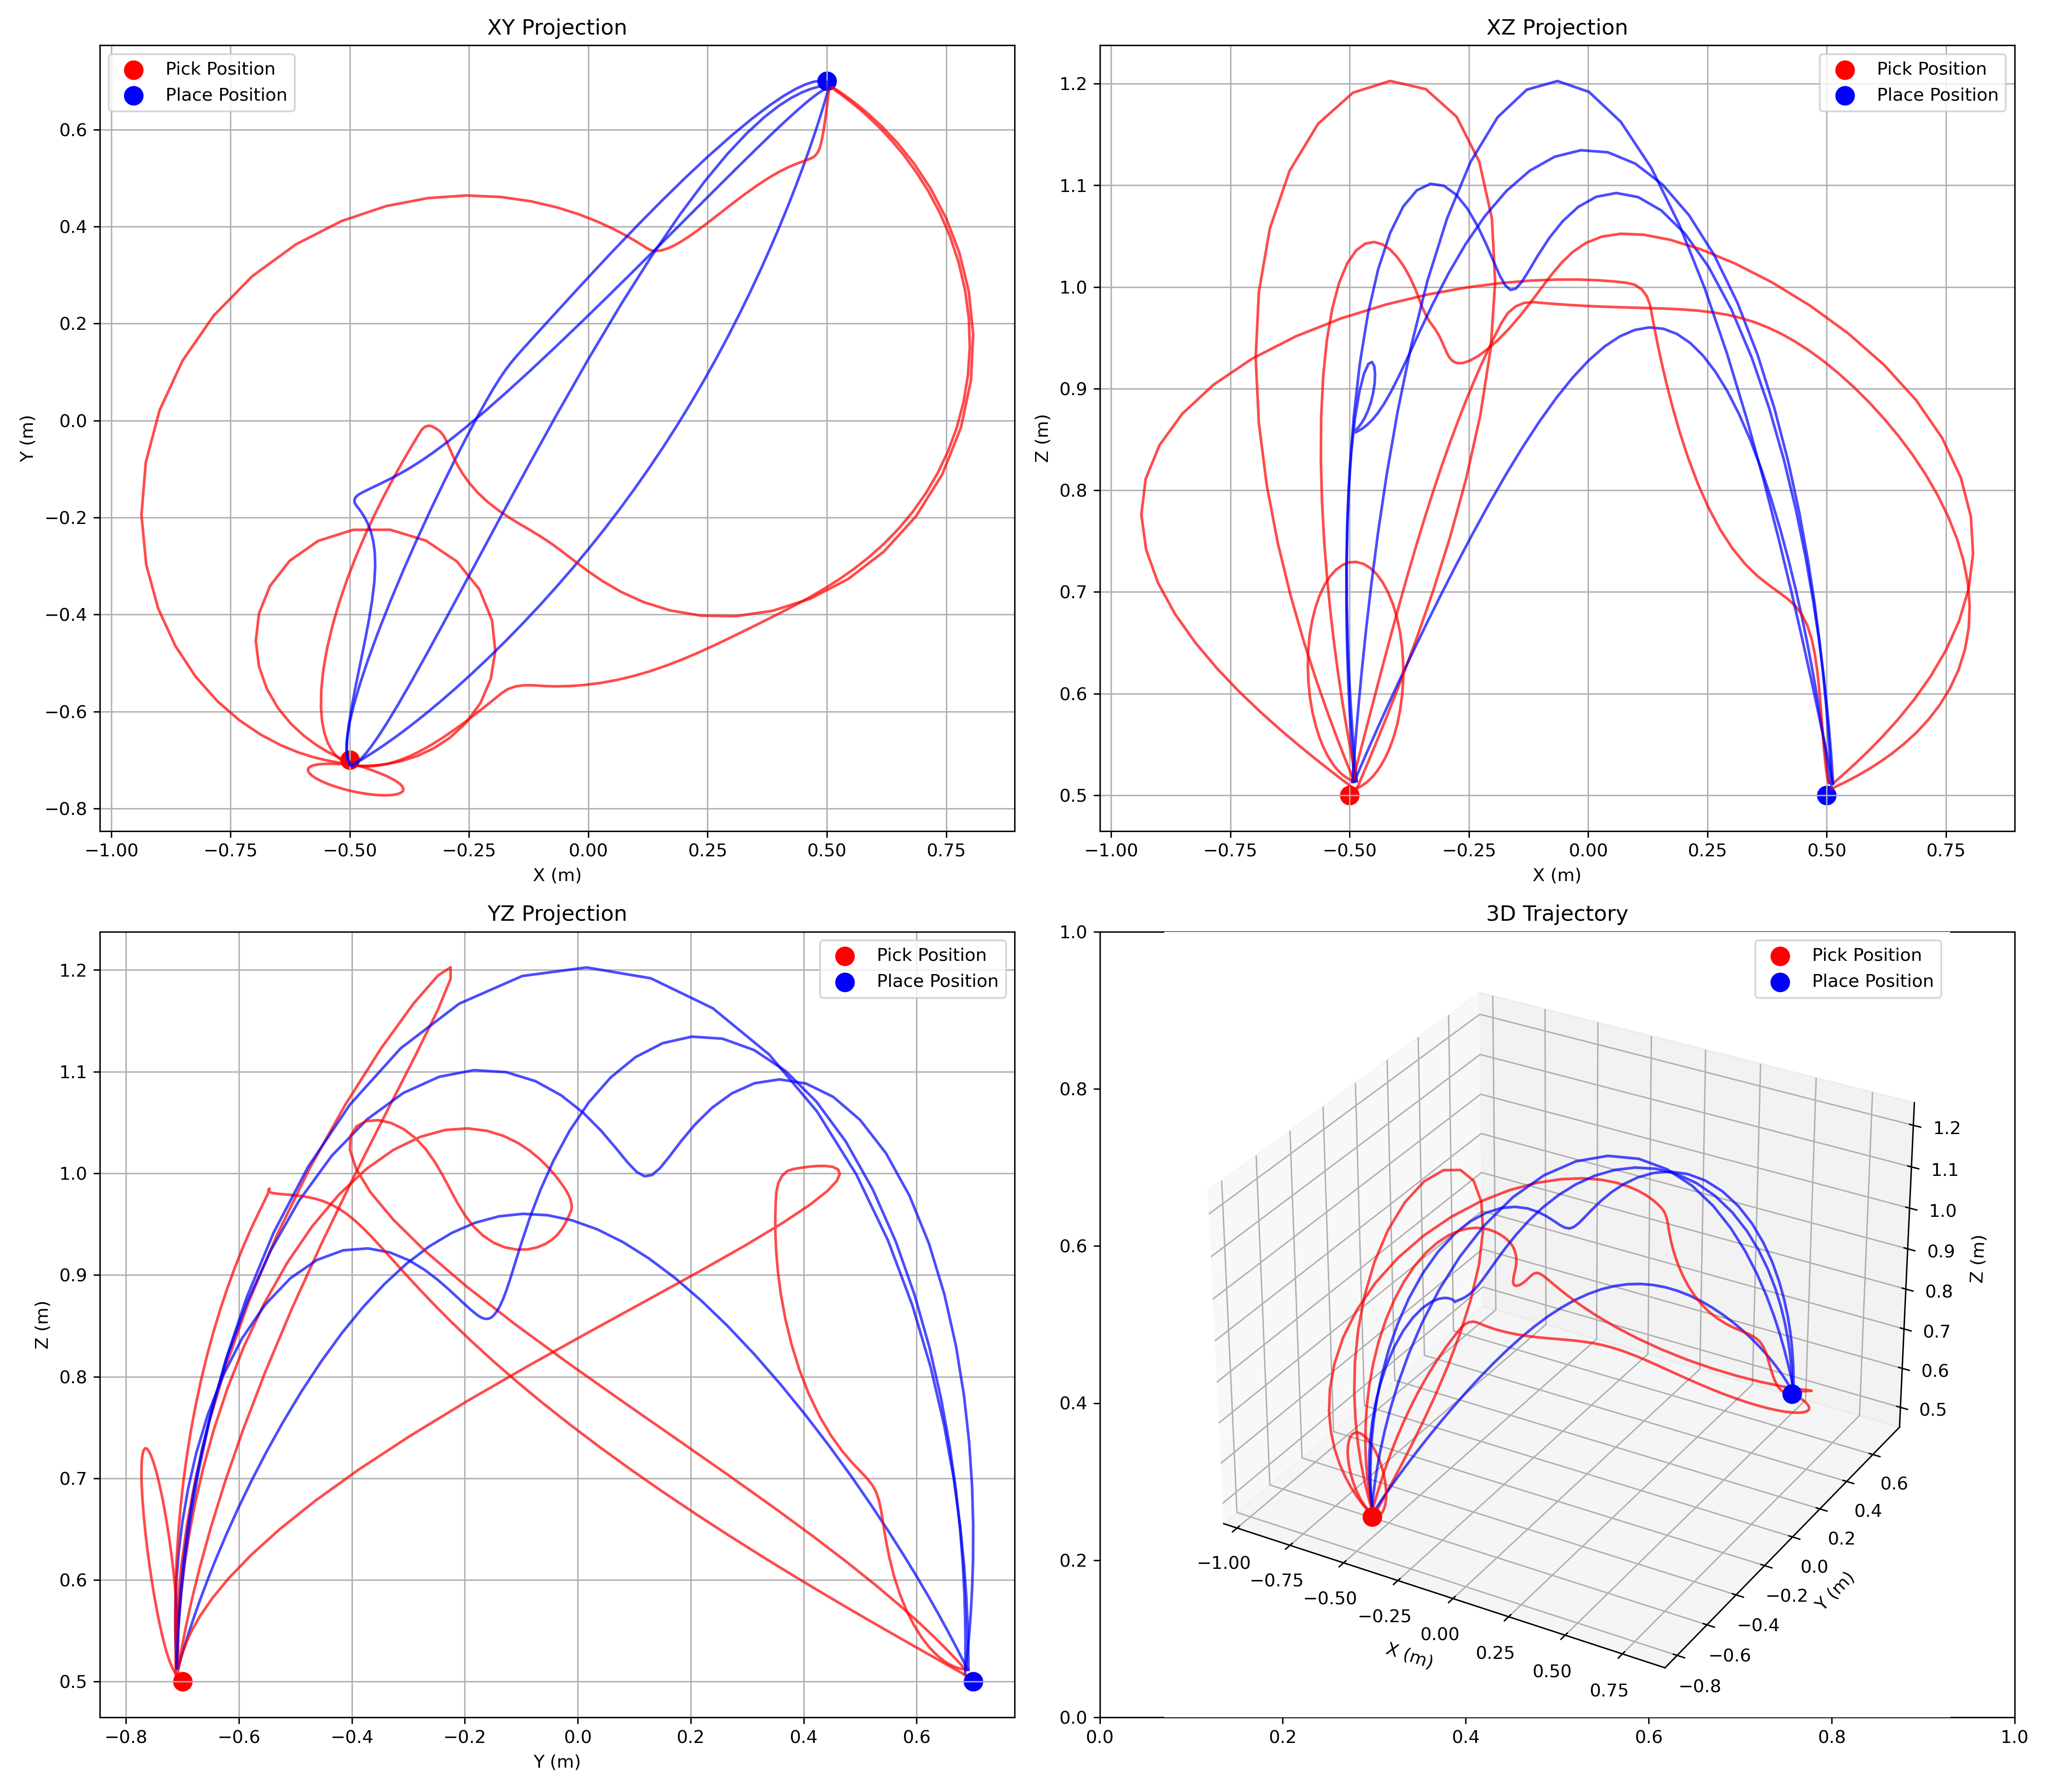 XY Projection
Pick Position
Place Position
0.6
0.4
0.2
0.0
−0.2
−0.4
−0.6
−0.8
Y (m)
−1.00 −0.75 −0.50 −0.25 0.00 0.25 0.50 0.75
X (m)
XZ Projection
Pick Position
Place Position
1.2
1.1
1.0
0.9
0.8
0.7
0.6
0.5
Z (m)
−1.00 −0.75 −0.50 −0.25 0.00 0.25 0.50 0.75
X (m)
YZ Projection
Pick Position
Place Position
1.2
1.1
1.0
0.9
0.8
0.7
0.6
0.5
Z (m)
−0.8 −0.6 −0.4 −0.2 0.0 0.2 0.4 0.6
Y (m)
3D Trajectory
Pick Position
Place Position
1.0
0.8
0.6
0.4
0.2
0.0
0.0 0.2 0.4 0.6 0.8 1.0
1.2
1.1
1.0
0.9
0.8
0.7
0.6
0.5
Z (m)
0.6
0.4
0.2
0.0
−0.2
−0.4
−0.6
−0.8
Y (m)
−1.00
−0.75
−0.50
−0.25
0.00
0.25
0.50
0.75
X (m)